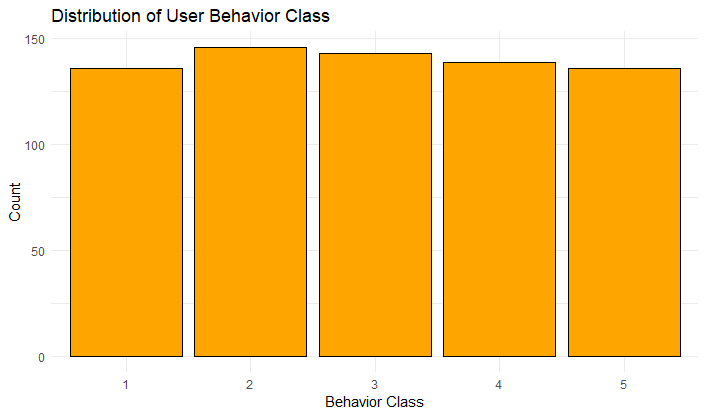 Distribution of User Behavior Class
150
100
50
0
Count
1 2 3 4 5
Behavior Class